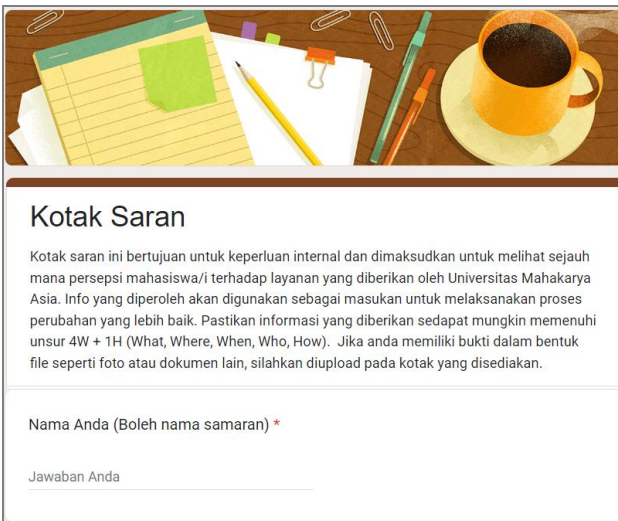 Kotak Saran
Kotak saran ini bertujuan untuk keperluan internal dan dimaksudkan untuk melihat sejauh
mana persepsi mahasiswa/i terhadap layanan yang diberikan oleh Universitas Mahakarya
Asia. Info yang diperoleh akan digunakan sebagai masukan untuk melaksanakan proses
perubahan yang lebih baik. Pastikan informasi yang diberikan sedapat mungkin memenuhi
unsur 4W + 1H (What, Where, When, Who, How).  Jika anda memiliki bukti dalam bentuk
file seperti foto atau dokumen lain, silahkan diupload pada kotak yang disediakan.
Nama Anda (Boleh nama samaran) *
Jawaban Anda